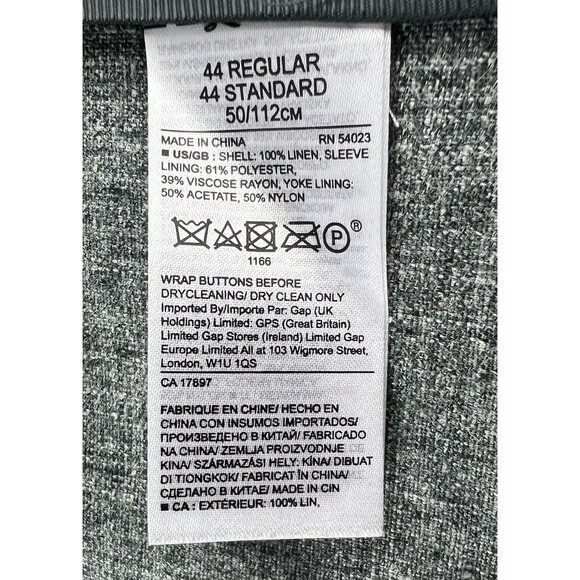 44 REGULAR
44 STANDARD
50/112CM
MADE IN CHINA RN 54023
■ US/GB : SHELL: 100% LINEN, SLEEVE
LINING: 61% POLYESTER,
39% VISCOSE RAYON, YOKE LINING:
50% ACETATE, 50% NYLON
P®
1166
WRAP BUTTONS BEFORE
DRYCLEANING/ DRY CLEAN ONLY
Imported By/Importe Par: Gap (UK
Holdings) Limited: GPS (Great Britain)
Limited Gap Stores (Ireland) Limited Gap
Europe Limited All at 103 Wigmore Street,
London, W1U 1QS
CA 17897
FABRIQUE EN CHINE/ HECHO EN
CHINA CON INSUMOS IMPORTADOS/
ПРОИЗВЕДЕНО В КИТАЙ/ FABRICADO
NA CHINA/ ZEMLJA PROIZVODNJE
KINA/ SZÁRMAZÁSI HELY: KÍNA/ DIBUAT
DI TIONGKOK/ FABRICAT ÎN CHINA/
СДЕЛАНО В КИТАЕ/ MADE IN CIN
■ CA : EXTÉRIEUR: 100% LIN,